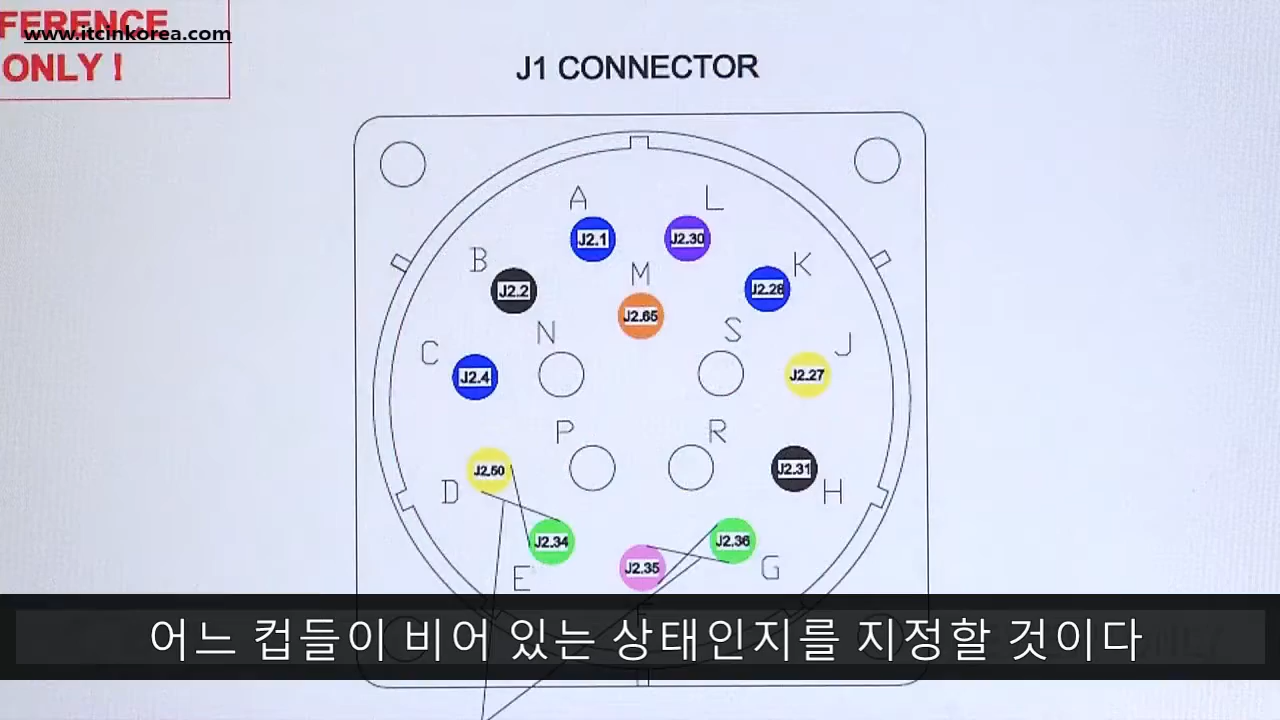 FERENCE
www.itcinkorea.com
ONLY !
J1 CONNECTOR
A
L
J2.1
J2.30
B
M
K
J2.2
J2.28
J2.65
N
S
C
J
J2.4
J2.27
P
R
J2.50
J2.31
D
H
J2.34
J2.36
J2.35
E
G
F
어느 컵들이 비어 있는 상태인지를 지정할 것이다